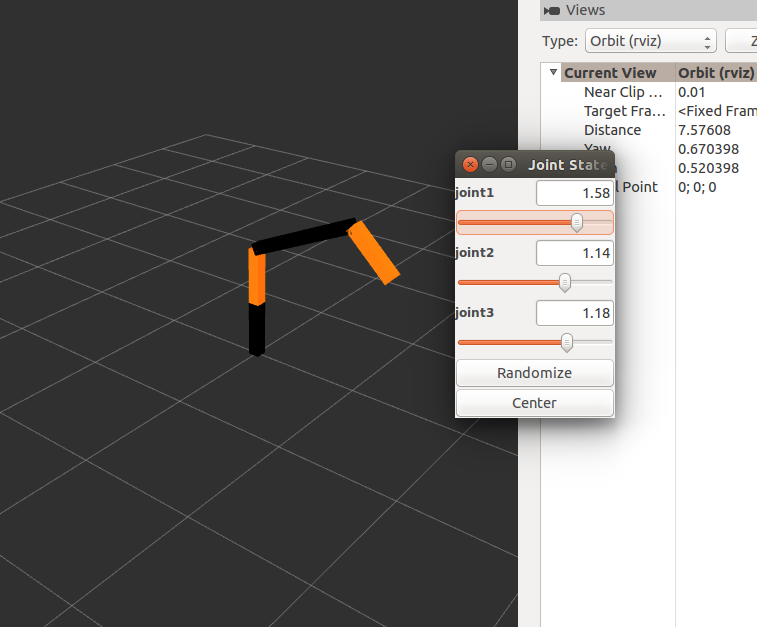 Views
Type: Orbit (rviz) Z
Current View Orbit (rviz)
Near Clip ... 0.01
Target Fra... <Fixed Fram
Distance 7.57608
Yaw 0.670398
0.520398
Point 0; 0; 0
Joint State
joint1 1.58
joint2 1.14
joint3 1.18
Randomize
Center